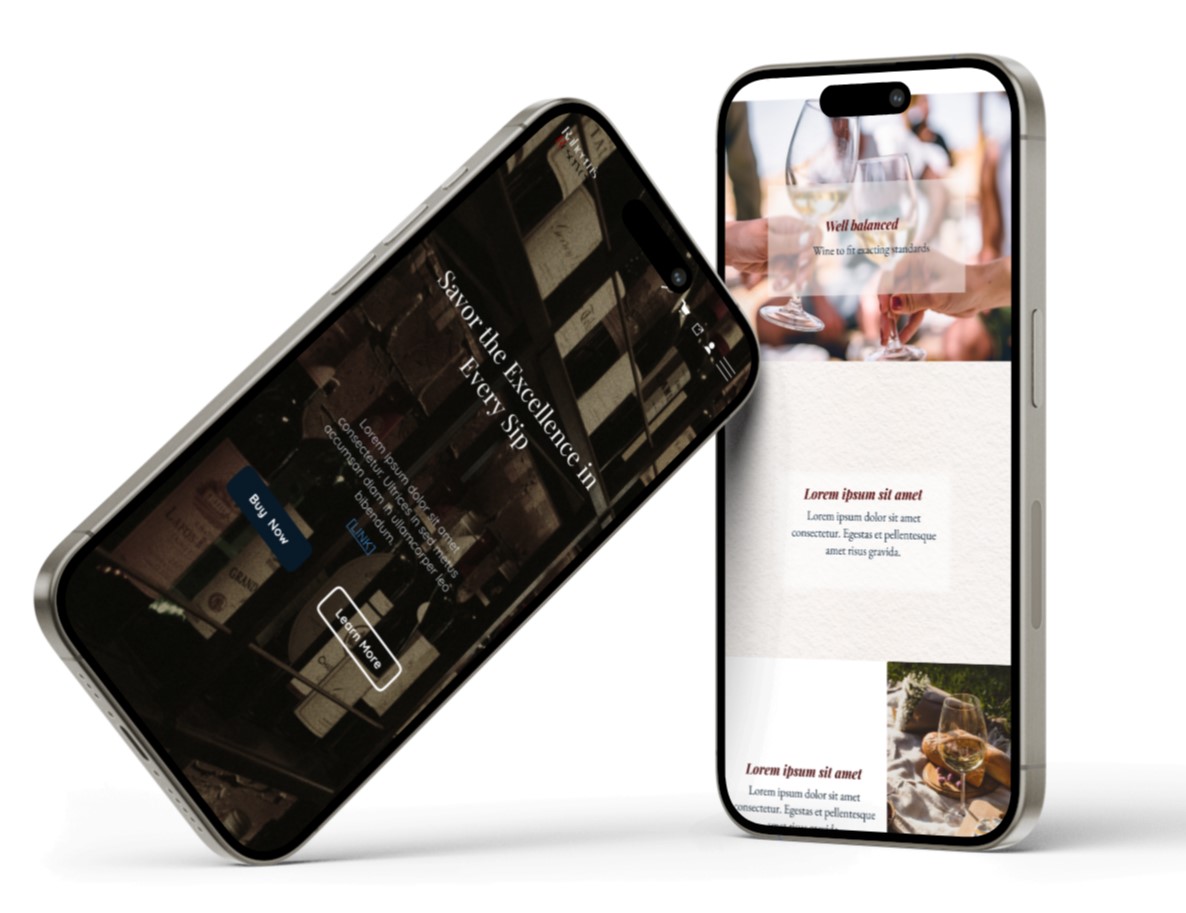 Savor the Excellence in
Every Sip
Lorem ipsum dolor sit amet
consectetur. Ultrices in sed metus
accumsan diam in ullamcorper leo
bibendum
[LINK]
Buy Now
Learn More
GRAND
Well balanced
Wine to fit exacting standards
Lorem ipsum sit amet
Lorem ipsum dolor sit amet
consectetur. Egestas et pellentesque
amet risus gravida.
Lorem ipsum sit amet
Lorem ipsum dolor sit amet
consectetur. Egestas et pellentesque